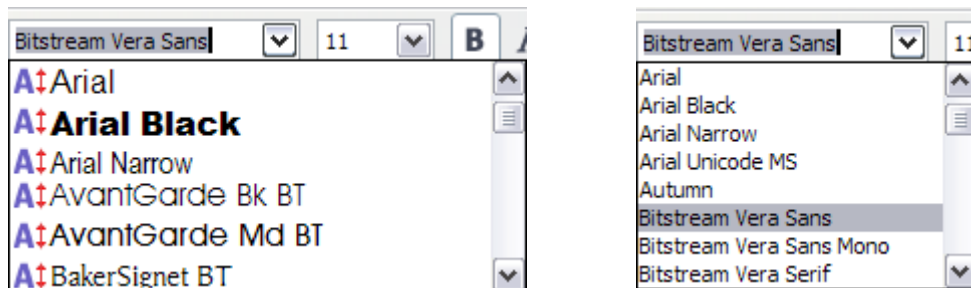 Bitstream Vera Sans 11 B
Arial
Arial Black
Arial Narrow
AvantGarde Bk BT
AvantGarde Md BT
BakerSignet BT
Bitstream Vera Sans 11
Arial
Arial Black
Arial Narrow
Arial Unicode MS
Autumn
Bitstream Vera Sans
Bitstream Vera Sans Mono
Bitstream Vera Serif